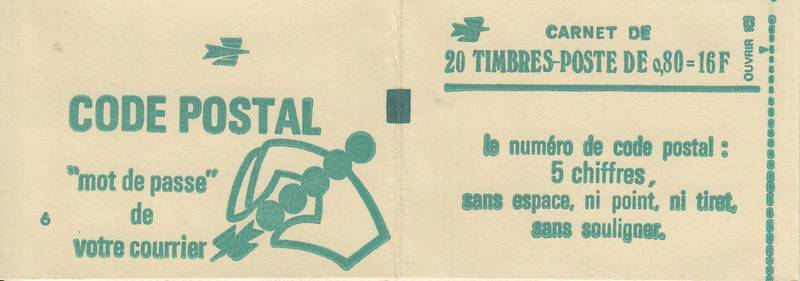 CODE POSTAL
"mot de passe"
de
votre courrier
6
CARNET DE
20 TIMBRES-POSTE DE 0,80=16F
OUVRIR ICI
le numéro de code postal :
5 chiffres,
sans espace, ni point, ni tiret,
sans souligner.